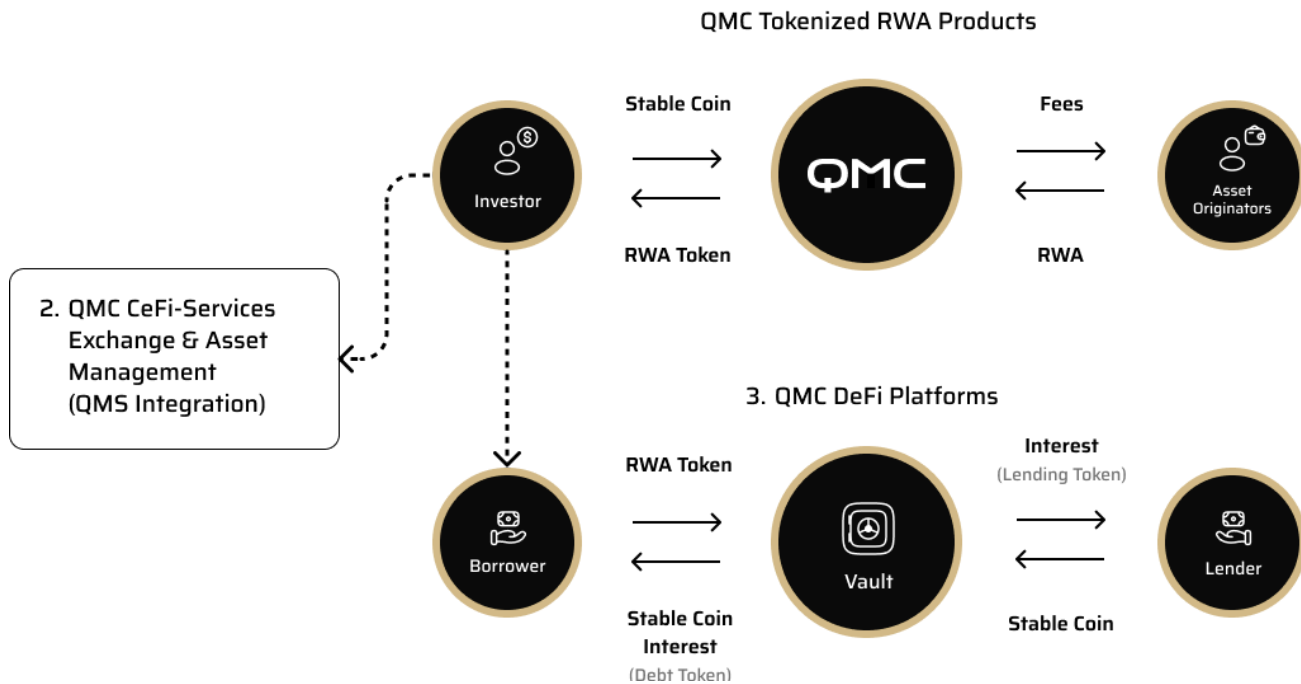 QMC Tokenized RWA Products
Stable Coin
Fees
QMC
Investor
Asset
Originators
RWA Token
RWA
2. QMC CeFi-Services
Exchange & Asset
Management
(QMS Integration)
3. QMC DeFi Platforms
RWA Token
Interest
(Lending Token)
Borrower
Vault
Lender
Stable Coin
Interest
(Debt Token)
Stable Coin